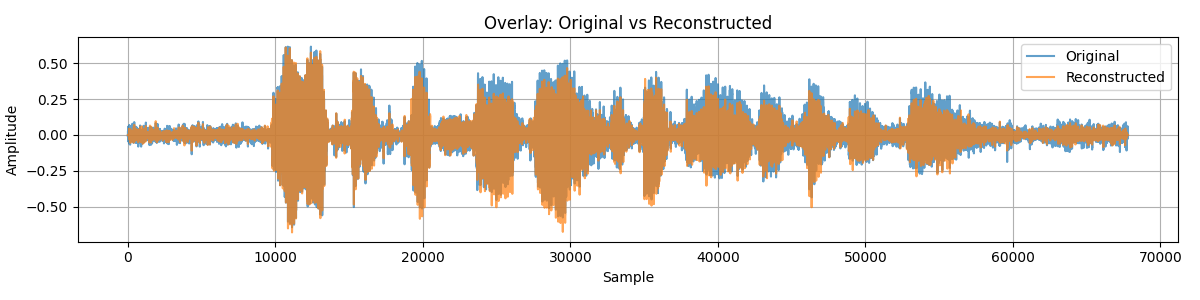 Overlay: Original vs Reconstructed
Original
Reconstructed
Amplitude
0.50
0.25
0.00
−0.25
−0.50
0 10000 20000 30000 40000 50000 60000 70000
Sample